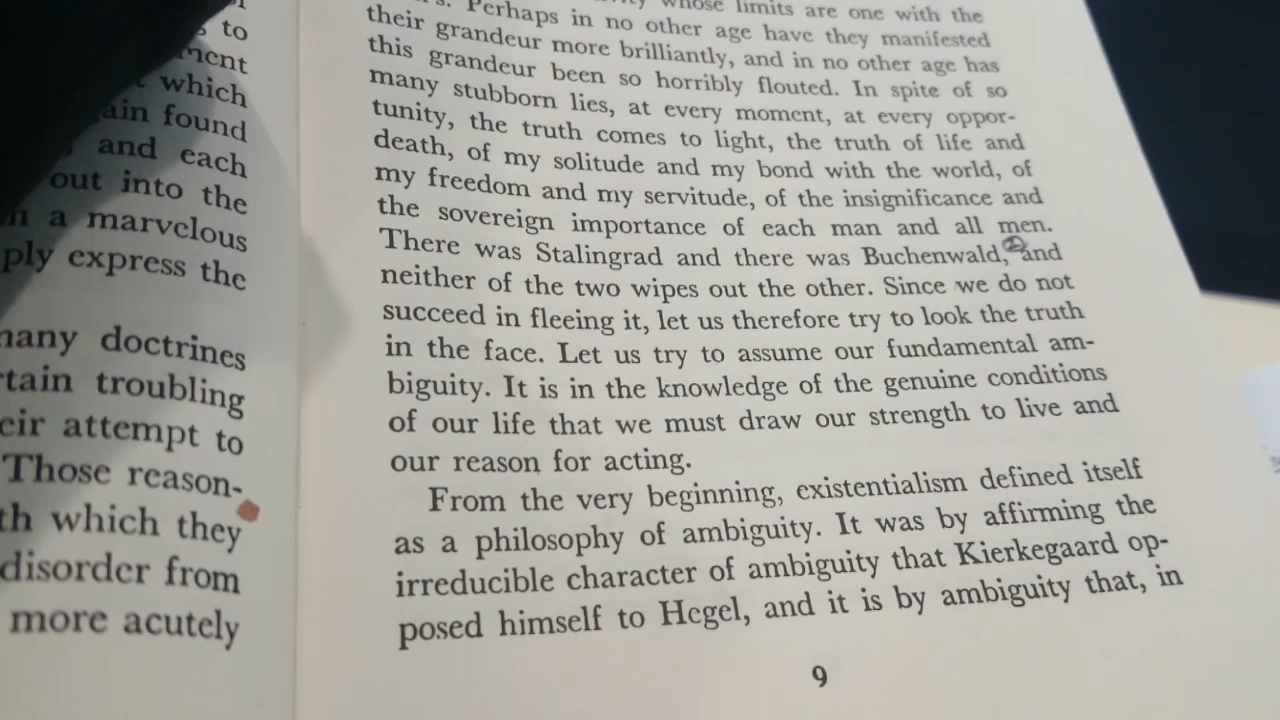 to
which
found
and each
out into the
a marvelous
express the
doctrines
troubling
attempt to
Those reason-
which they
disorder from
more acutely
whose limits are one with the
Perhaps in no other age have they manifested
their grandeur more brilliantly, and in no other age has
this grandeur been so horribly flouted. In spite of so
many stubborn lies, at every moment, at every oppor-
tunity, the truth comes to light, the truth of life and
death, of my solitude and my bond with the world, of
my freedom and my servitude, of the insignificance and
the sovereign importance of each man and all men.
There was Stalingrad and there was Buchenwald, and
neither of the two wipes out the other. Since we do not
succeed in fleeing it, let us therefore try to look the truth
in the face. Let us try to assume our fundamental am-
biguity. It is in the knowledge of the genuine conditions
of our life that we must draw our strength to live and
our reason for acting.
From the very beginning, existentialism defined itself
as a philosophy of ambiguity. It was by affirming the
irreducible character of ambiguity that Kierkegaard op-
posed himself to Hegel, and it is by ambiguity that, in
9